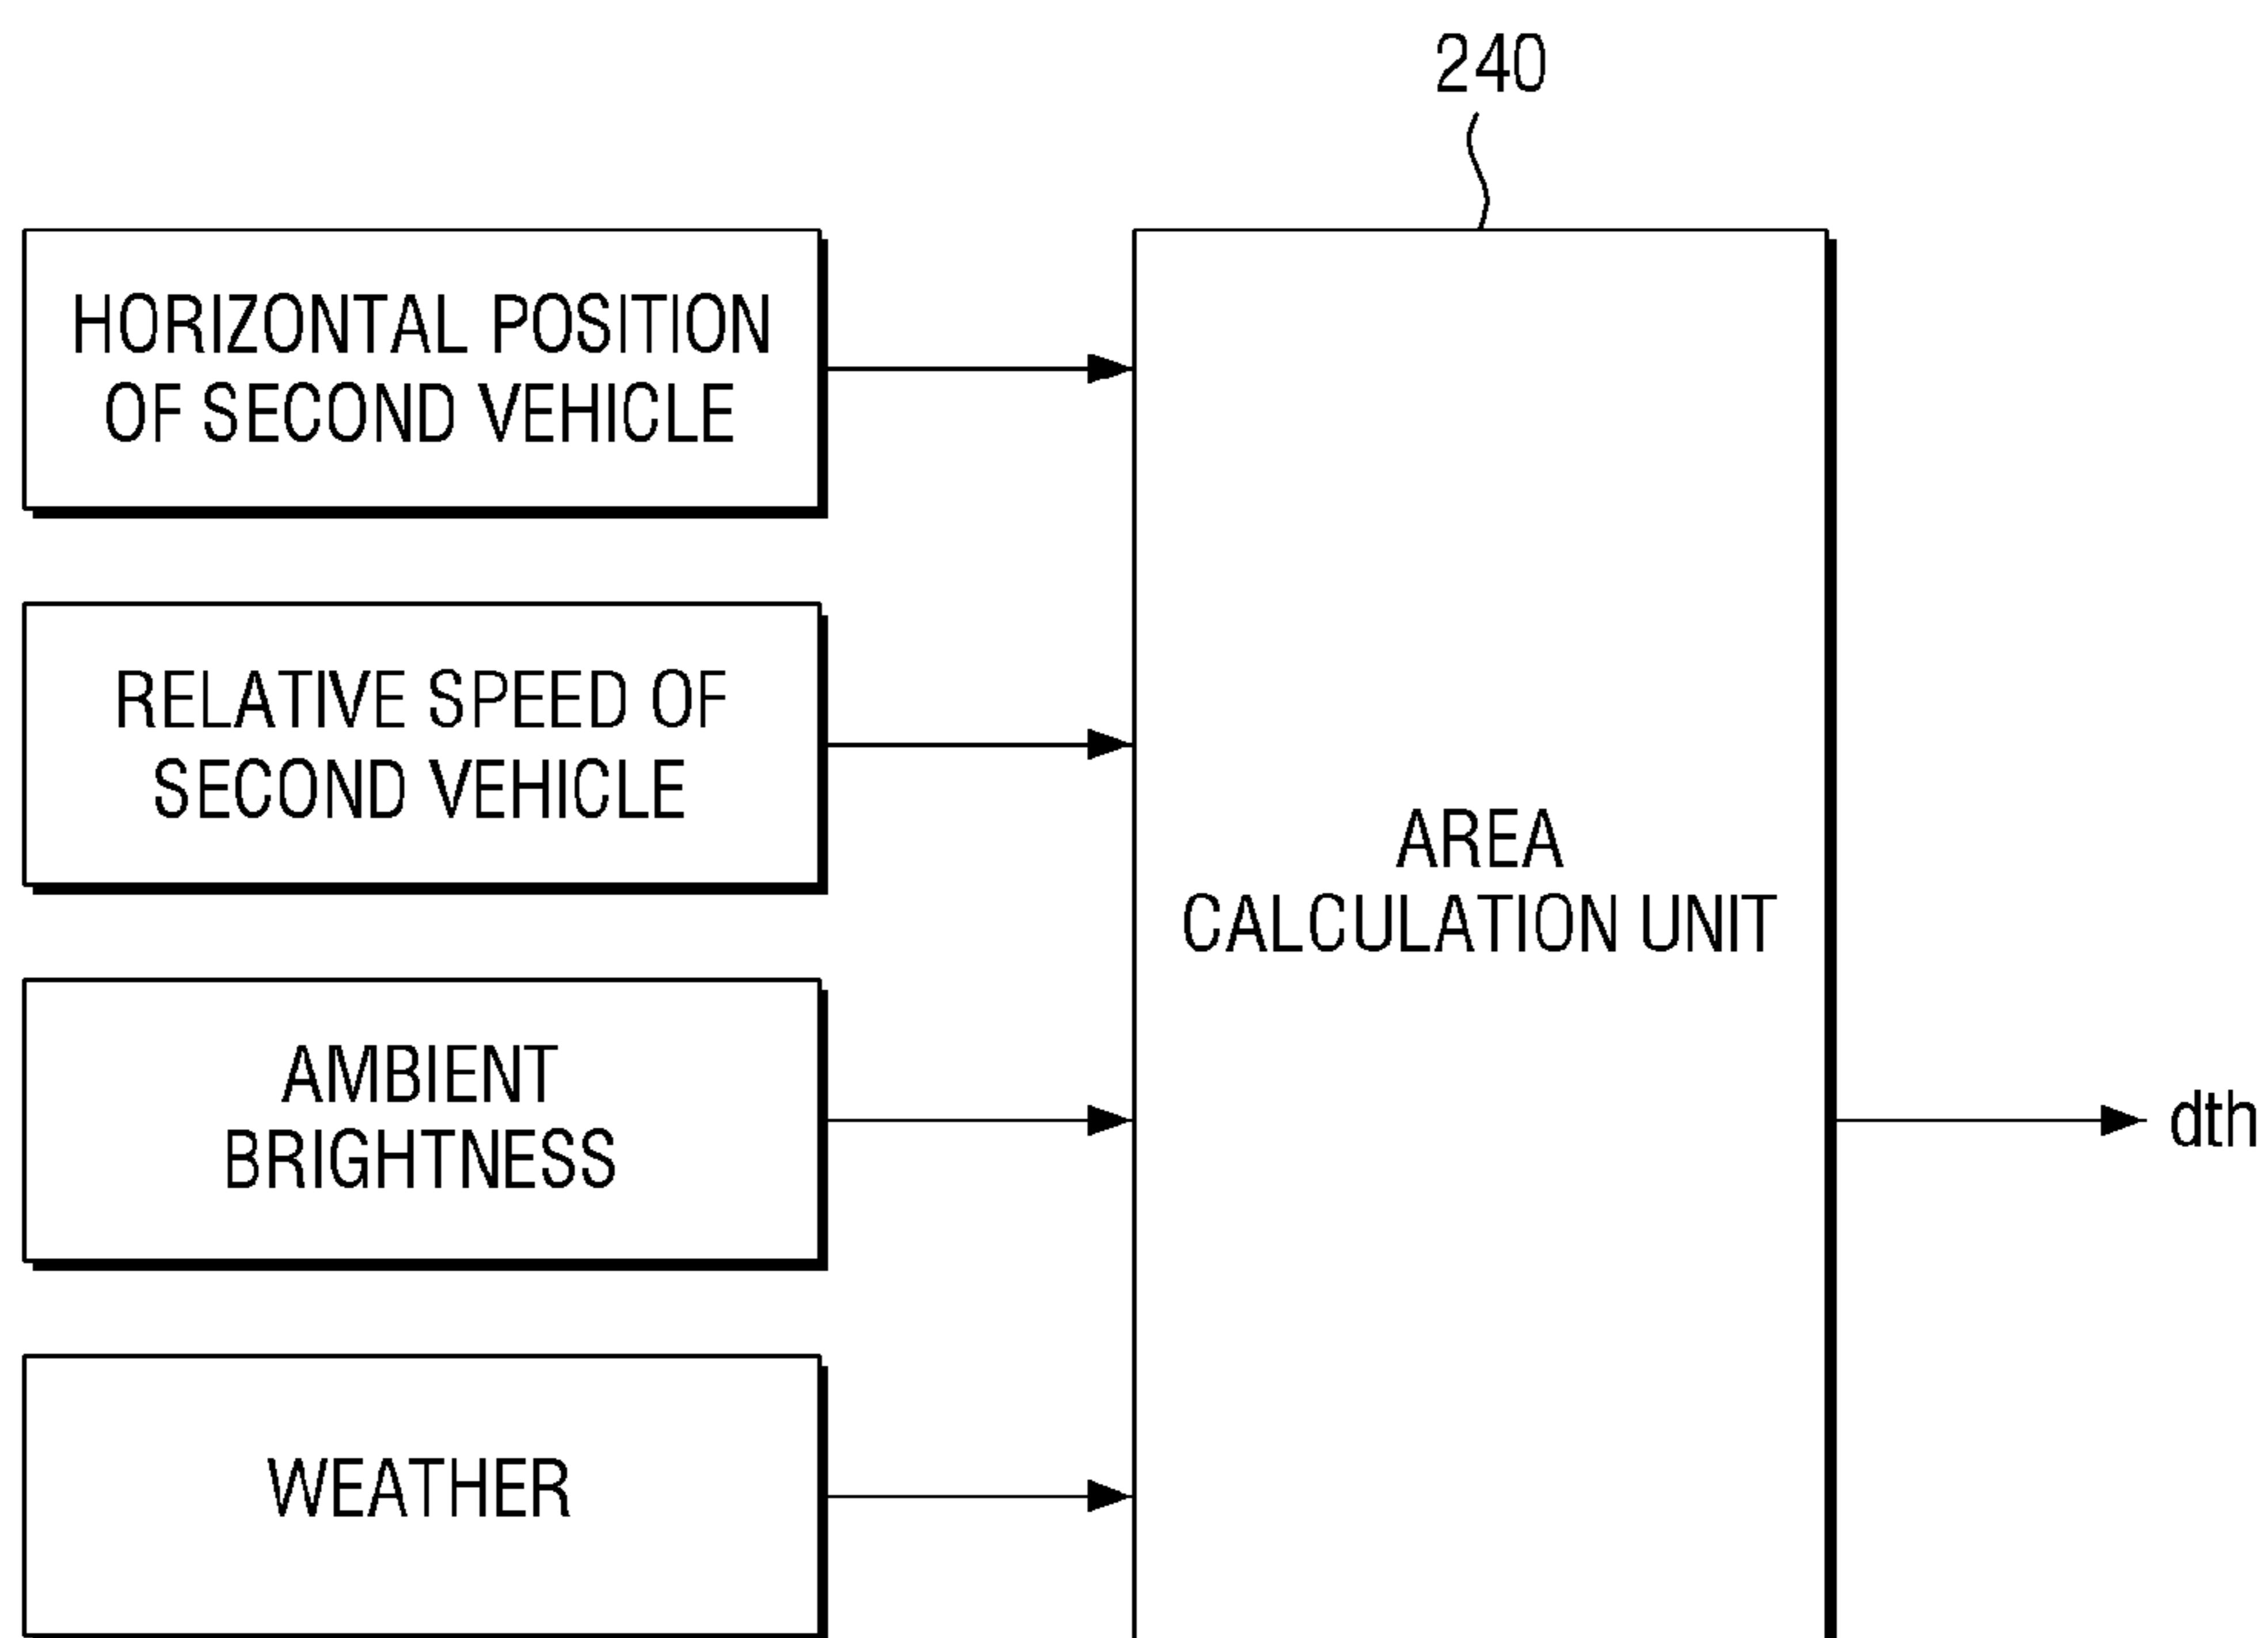 240
HORIZONTAL POSITION
OF SECOND VEHICLE
RELATIVE SPEED OF
SECOND VEHICLE
AREA
CALCULATION UNIT
AMBIENT
BRIGHTNESS
dth
WEATHER